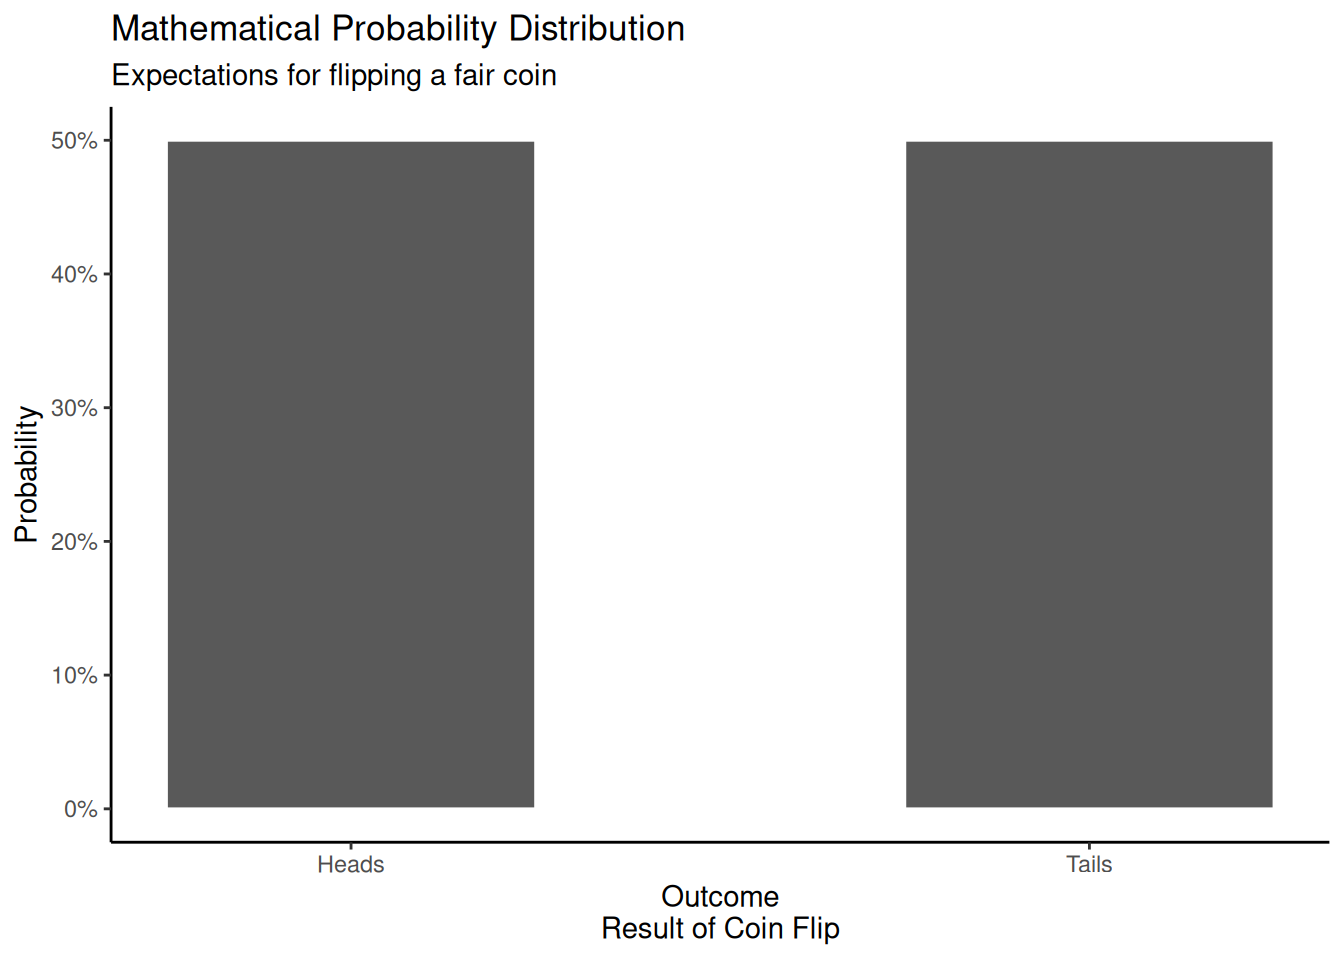 Mathematical Probability Distribution
Expectations for flipping a fair coin
50%
40%
30%
20%
10%
0%
Probability
Heads
Tails
Outcome
Result of Coin Flip